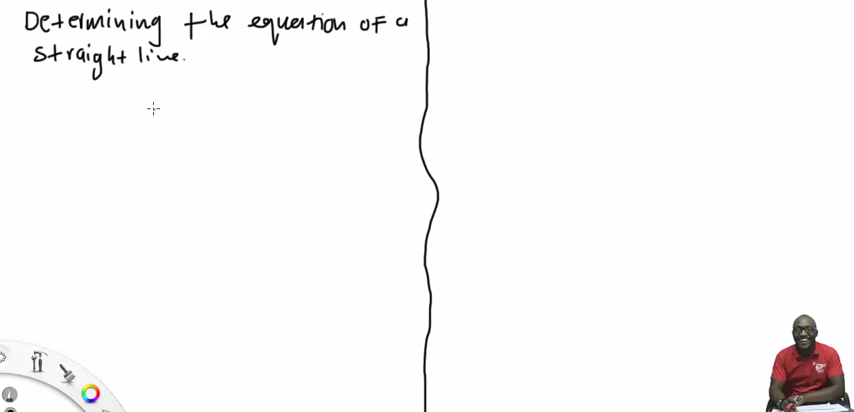 Determining the equation of a
straight line.